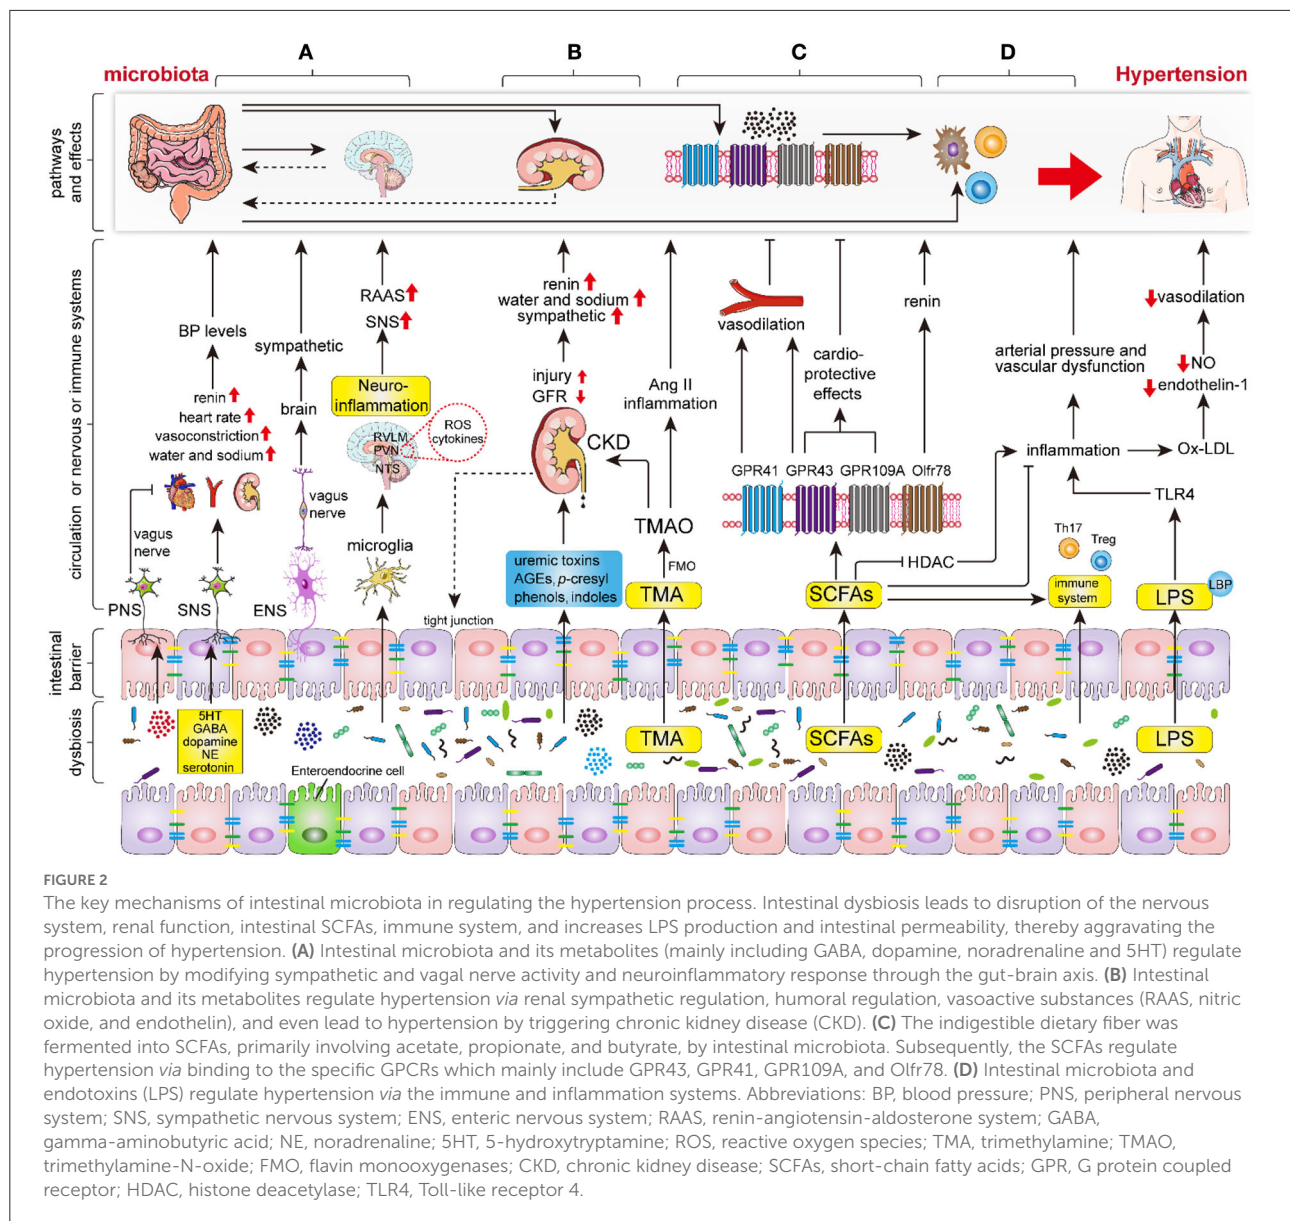 A
B
C
D
microbiota
Hypertension
pathways
and effects
circulation or nervous or immune systems
intestinal
barrier
dysbiosis
BP levels
renin
heart rate
vasoconstriction
water and sodium
vagus
nerve
PNS
SNS
ENS
sympathetic
brain
vagus
nerve
RAAS
SNS
Neuro-
inflammation
RVLM
PVN
NTS
ROS
cytokines
microglia
renin
water and sodium
sympathetic
injury
GFR
CKD
uremic toxins
AGEs, p-cresyl
phenols, indoles
tight junction
Ang II
inflammation
TMAO
FMO
TMA
vasodilation
cardio-
protective
effects
renin
GPR41
GPR43
GPR109A
Olfr78
HDAC
SCFAs
arterial pressure and
vascular dysfunction
inflammation
Th17
Treg
immune
system
vasodilation
NO
endothelin-1
Ox-LDL
TLR4
LBP
LPS
5HT
GABA
dopamine
NE
serotonin
TMA
SCFAs
LPS
Enteroendocrine cell
FIGURE 2
The key mechanisms of intestinal microbiota in regulating the hypertension process. Intestinal dysbiosis leads to disruption of the nervous
system, renal function, intestinal SCFAs, immune system, and increases LPS production and intestinal permeability, thereby aggravating the
progression of hypertension. (A) Intestinal microbiota and its metabolites (mainly including GABA, dopamine, noradrenaline and 5HT) regulate
hypertension by modifying sympathetic and vagal nerve activity and neuroinflammatory response through the gut-brain axis. (B) Intestinal
microbiota and its metabolites regulate hypertension via renal sympathetic regulation, humoral regulation, vasoactive substances (RAAS, nitric
oxide, and endothelin), and even lead to hypertension by triggering chronic kidney disease (CKD). (C) The indigestible dietary fiber was
fermented into SCFAs, primarily involving acetate, propionate, and butyrate, by intestinal microbiota. Subsequently, the SCFAs regulate
hypertension via binding to the specific GPCRs which mainly include GPR43, GPR41, GPR109A, and Olfr78. (D) Intestinal microbiota and
endotoxins (LPS) regulate hypertension via the immune and inflammation systems. Abbreviations: BP, blood pressure; PNS, peripheral nervous
system; SNS, sympathetic nervous system; ENS, enteric nervous system; RAAS, renin-angiotensin-aldosterone system; GABA,
gamma-aminobutyric acid; NE, noradrenaline; 5HT, 5-hydroxytryptamine; ROS, reactive oxygen species; TMA, trimethylamine; TMAO,
trimethylamine-N-oxide; FMO, flavin monooxygenases; CKD, chronic kidney disease; SCFAs, short-chain fatty acids; GPR, G protein coupled
receptor; HDAC, histone deacetylase; TLR4, Toll-like receptor 4.